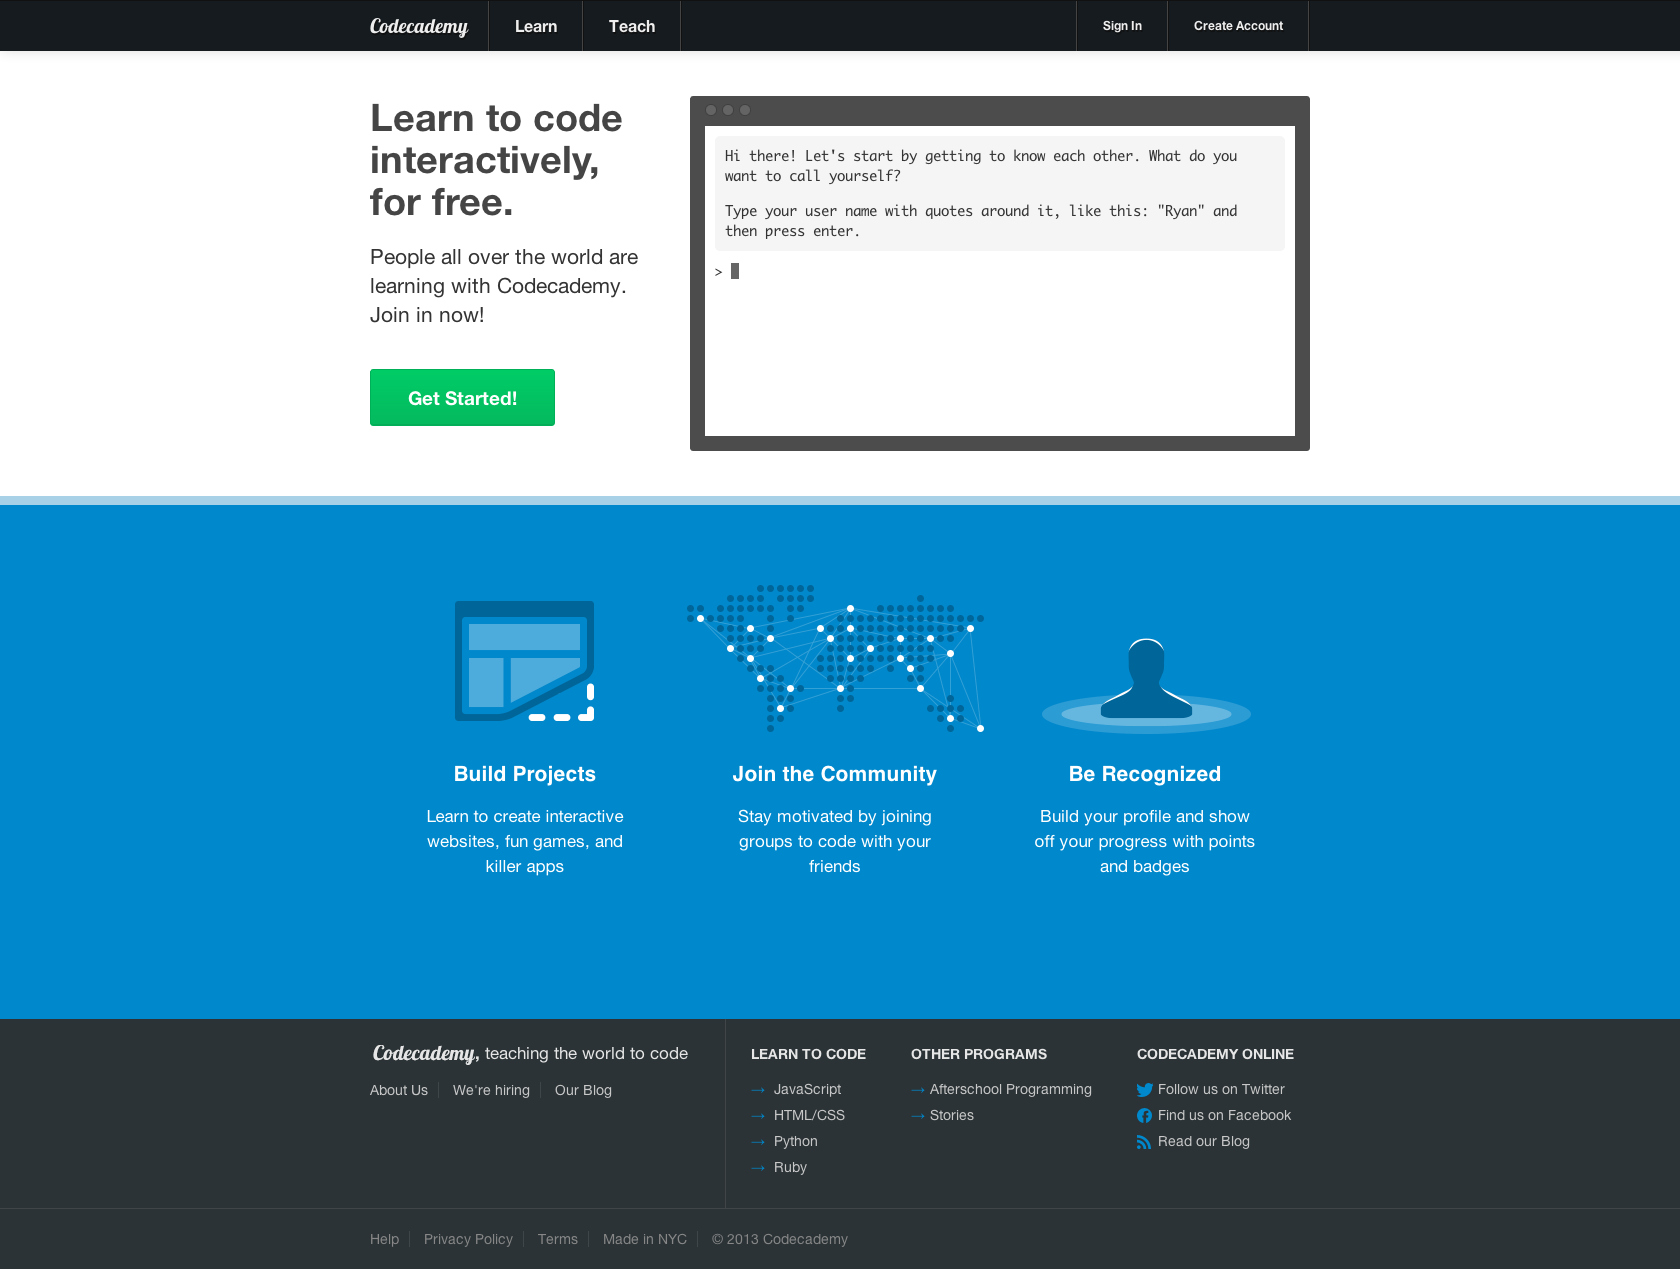 Codecademy
Learn
Teach
Sign In
Create Account
Learn to code
interactively,
for free.
People all over the world are
learning with Codecademy.
Join in now!
Get Started!
Hi there! Let's start by getting to know each other. What do you
want to call yourself?
Type your user name with quotes around it, like this: "Ryan" and
then press enter.
>
Build Projects
Learn to create interactive
websites, fun games, and
killer apps
Join the Community
Stay motivated by joining
groups to code with your
friends
Be Recognized
Build your profile and show
off your progress with points
and badges
Codecademy, teaching the world to code
About Us
We're hiring
Our Blog
LEARN TO CODE
→ JavaScript
→ HTML/CSS
→ Python
→ Ruby
OTHER PROGRAMS
→ Afterschool Programming
→ Stories
CODECADEMY ONLINE
Follow us on Twitter
Find us on Facebook
Read our Blog
Help
Privacy Policy
Terms
Made in NYC
© 2013 Codecademy